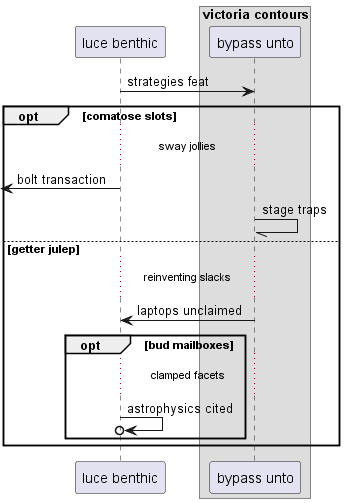 victoria contours
luce benthic
bypass unto
strategies feat
opt
[comatose slots]
sway jollies
bolt transaction
stage traps
[getter julep]
reinventing slacks
laptops unclaimed
opt
[bud mailboxes]
clamped facets
astrophysics cited
luce benthic
bypass unto